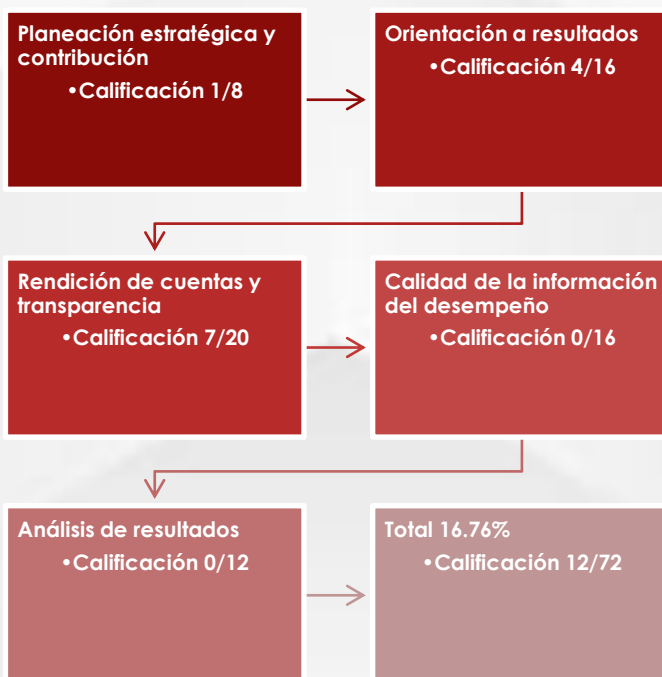 Planeación estratégica y
contribución
•Calificación 1/8
Orientación a resultados
•Calificación 4/16
Rendición de cuentas y
transparencia
•Calificación 7/20
Calidad de la información
del desempeño
•Calificación 0/16
Análisis de resultados
•Calificación 0/12
Total 16.76%
•Calificación 12/72